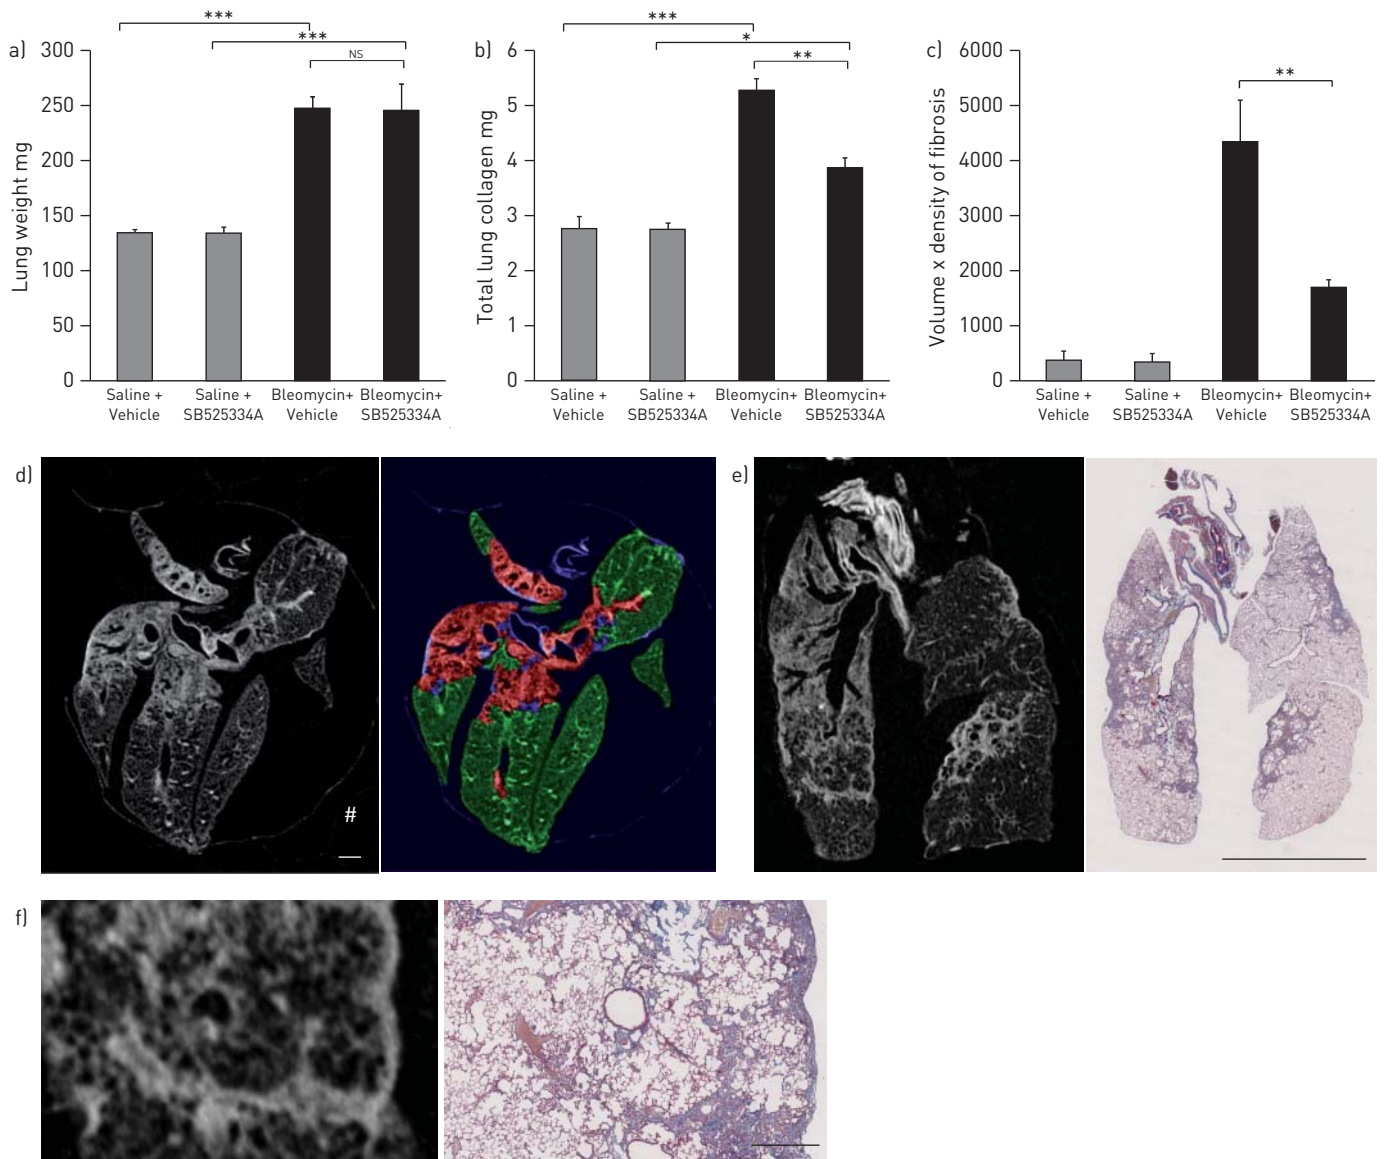 a)
***
***
NS
Lung weight mg
300
250
200
150
100
50
0
Saline + Vehicle
Saline + SB525334A
Bleomycin+ Vehicle
Bleomycin+ SB525334A
b)
***
*
**
Total lung collagen mg
6
5
4
3
2
1
0
Saline + Vehicle
Saline + SB525334A
Bleomycin+ Vehicle
Bleomycin+ SB525334A
c)
**
Volume x density of fibrosis
6000
5000
4000
3000
2000
1000
0
Saline + Vehicle
Saline + SB525334A
Bleomycin+ Vehicle
Bleomycin+ SB525334A
d)
#
e)
f)